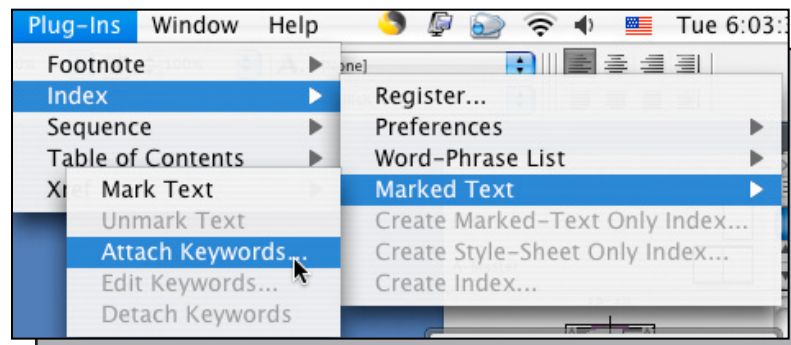 Plug-Ins Window Help Tue 6:03:
Footnote
Index
Sequence
Table of Contents
Register...
Preferences
Word-Phrase List
Marked Text
Create Marked-Text Only Index...
Create Style-Sheet Only Index...
Create Index...
Mark Text
Unmark Text
Attach Keywords...
Edit Keywords...
Detach Keywords